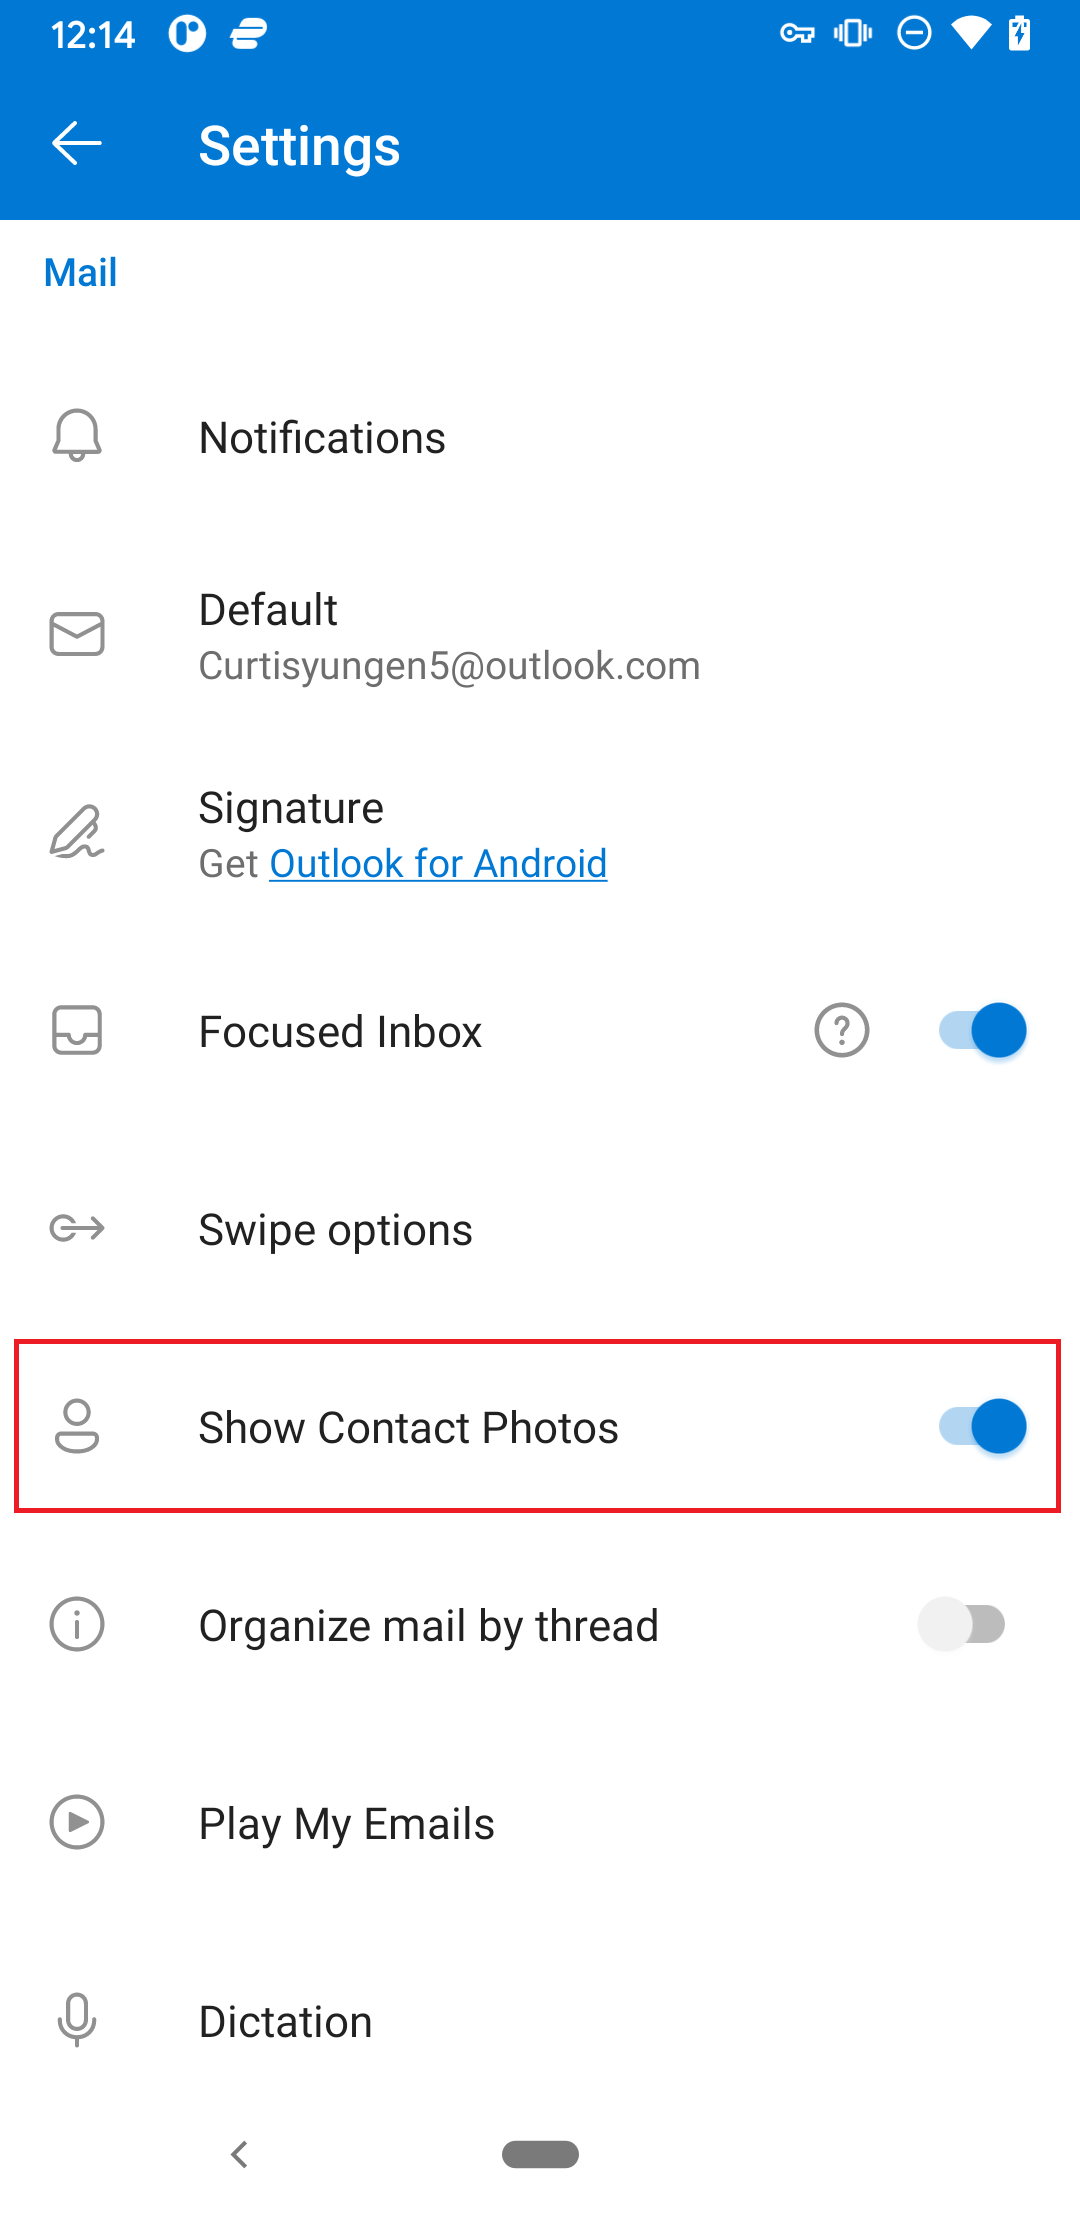 12:14
Settings
Mail
Notifications
Default
Curtisyungen5@outlook.com
Signature
Get Outlook for Android
Focused Inbox
Swipe options
Show Contact Photos
Organize mail by thread
Play My Emails
Dictation